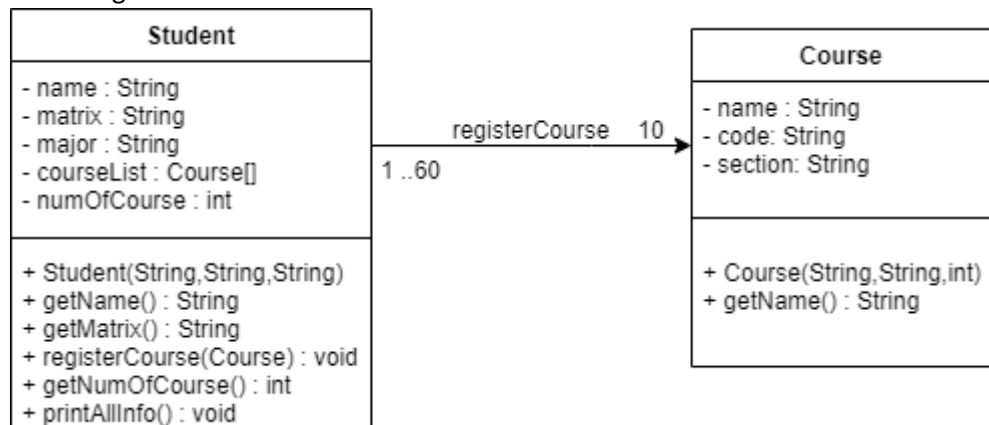 Student
- name : String
- matrix : String
- major : String
- courseList : Course[]
- numOfCourse : int
+ Student(String,String,String)
+ getName() : String
+ getMatrix() : String
+ registerCourse(Course) : void
+ getNumOfCourse() : int
+ printAllInfo() : void
registerCourse 10
1 ..60
Course
- name : String
- code: String
- section: String
+ Course(String,String,int)
+ getName() : String